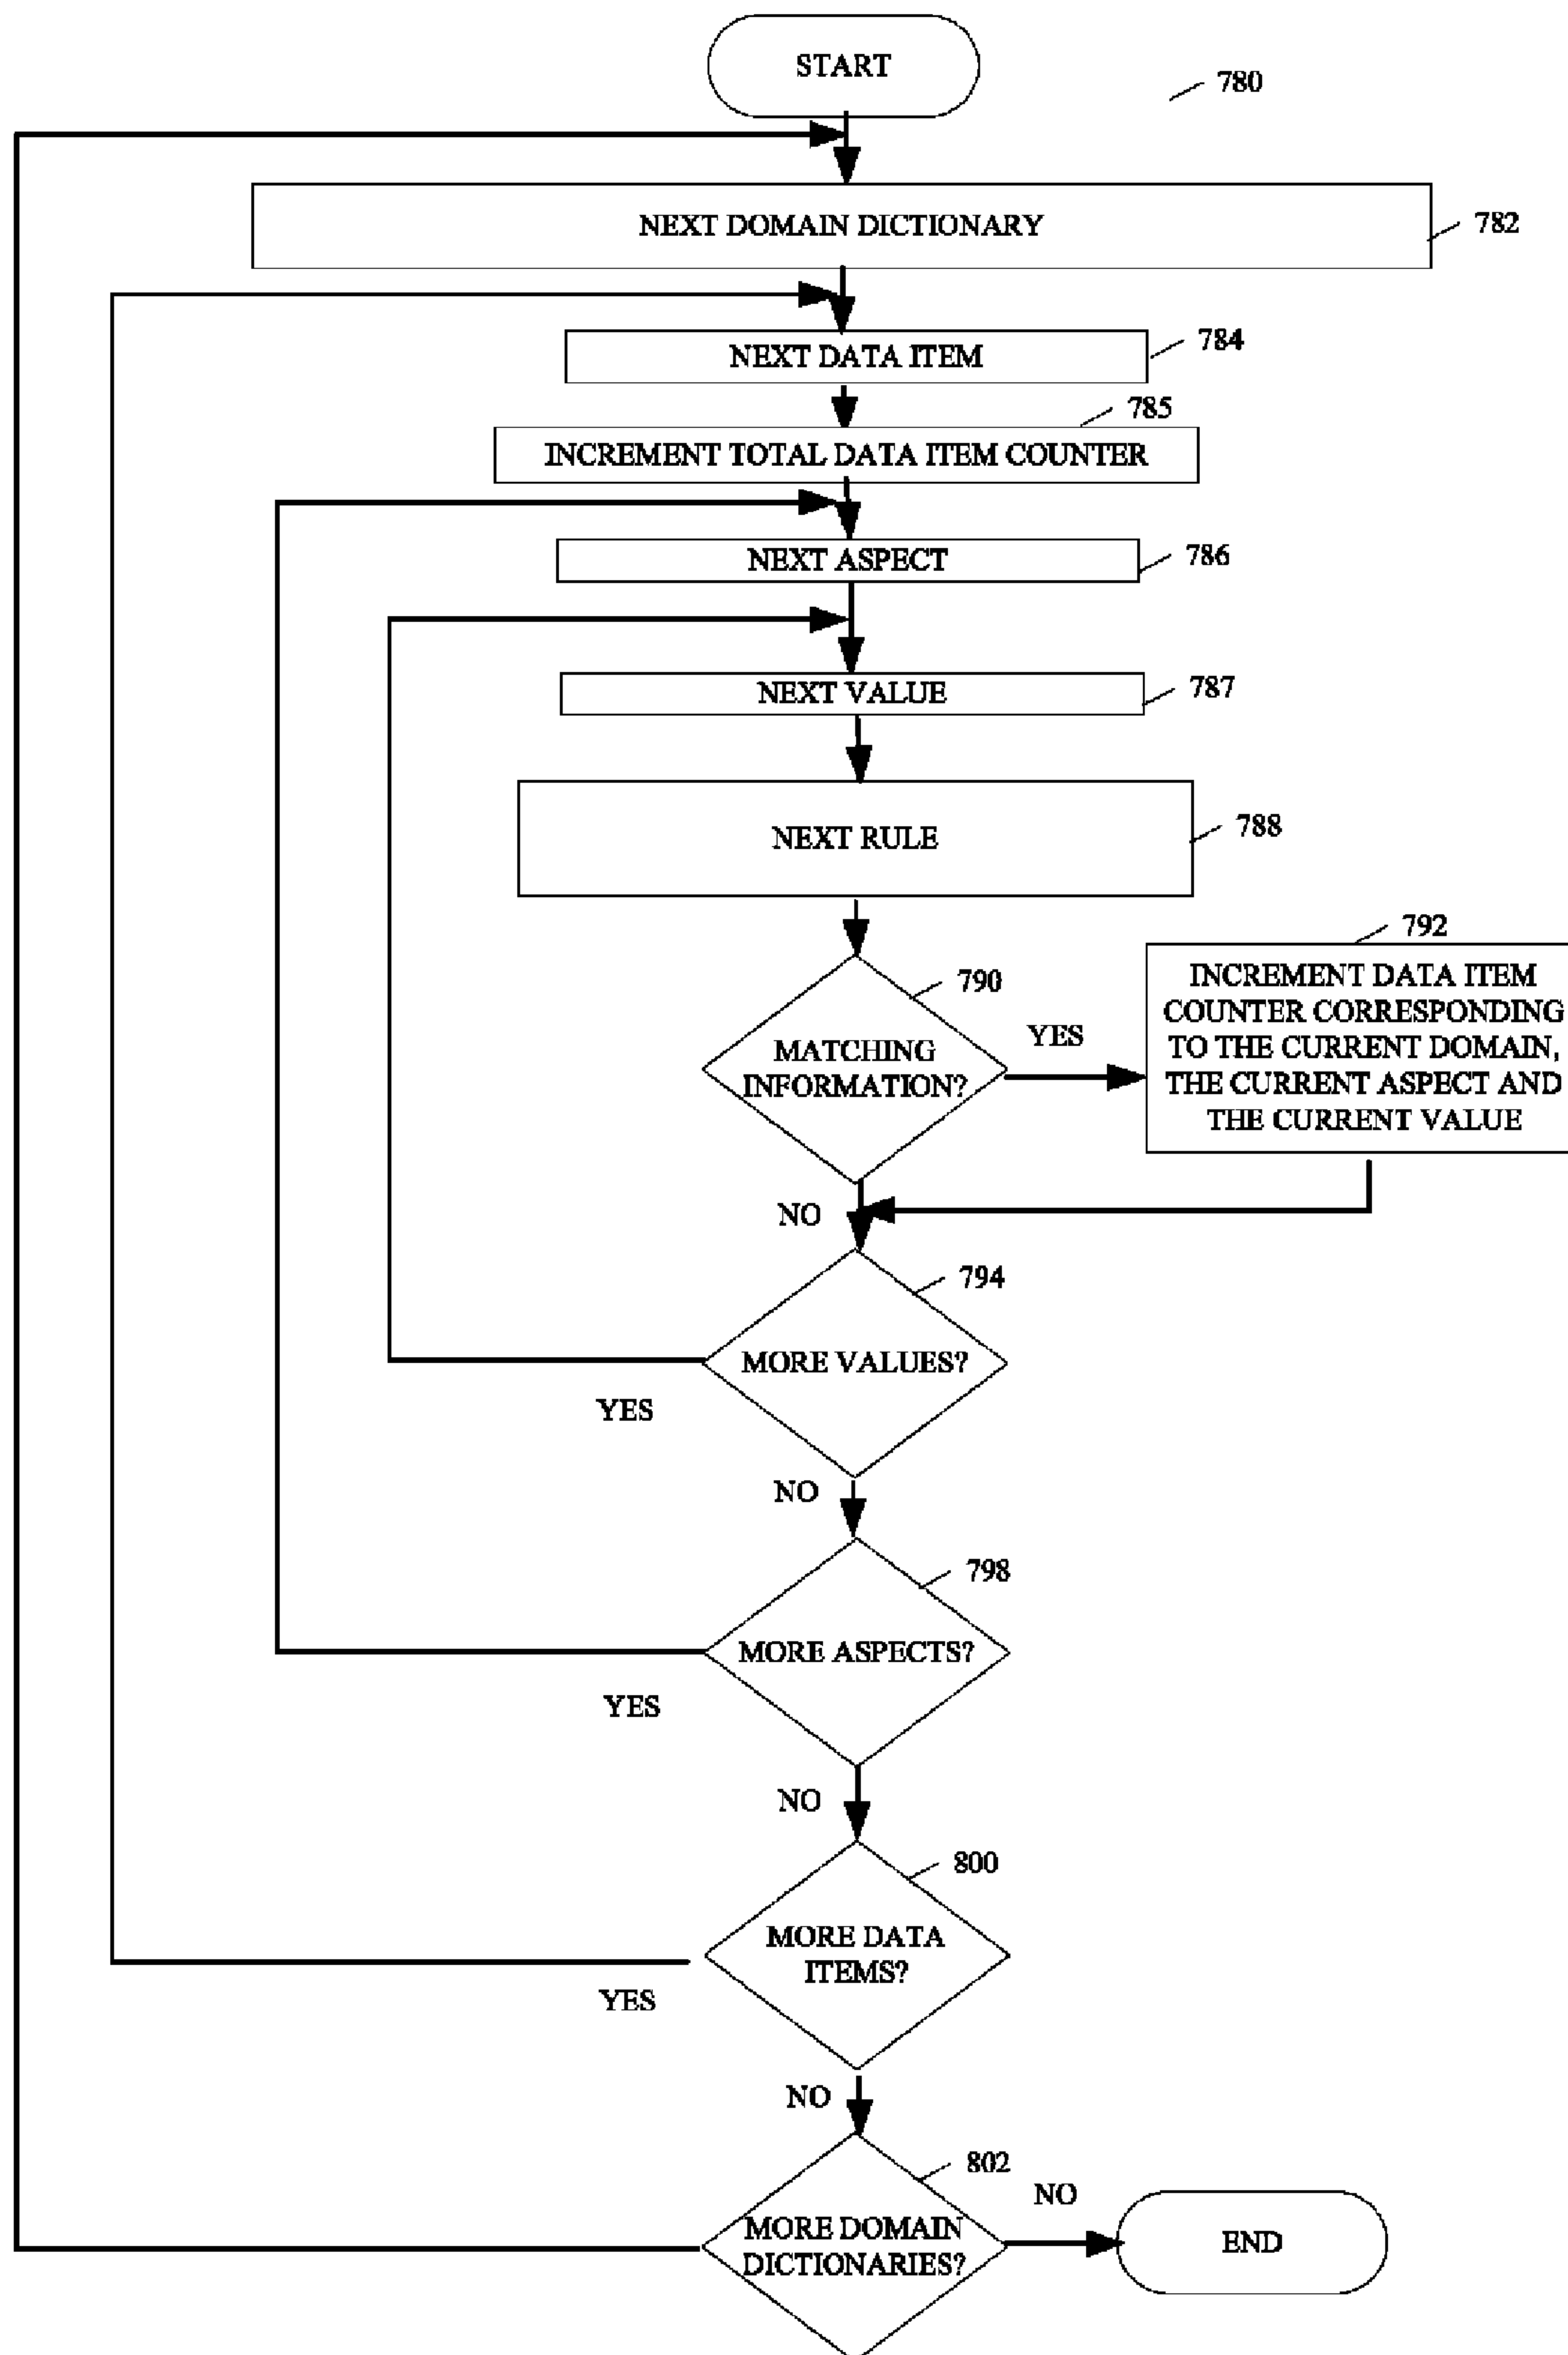 START
780
NEXT DOMAIN DICTIONARY
782
NEXT DATA ITEM
784
785
INCREMENT TOTAL DATA ITEM COUNTER
NEXT ASPECT
786
NEXT VALUE
787
NEXT RULE
788
790
MATCHING
INFORMATION?
YES
792
INCREMENT DATA ITEM
COUNTER CORRESPONDING
TO THE CURRENT DOMAIN,
THE CURRENT ASPECT AND
THE CURRENT VALUE
NO
794
MORE VALUES?
YES
NO
798
MORE ASPECTS?
YES
NO
800
MORE DATA
ITEMS?
YES
NO
802
MORE DOMAIN
DICTIONARIES?
NO
END